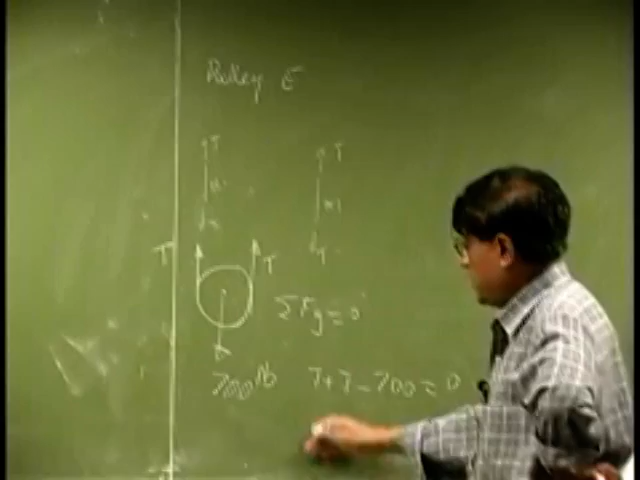 Pulley E
T T
T T
T T
ΣFy = 0
700 lb T + T - 700 = 0